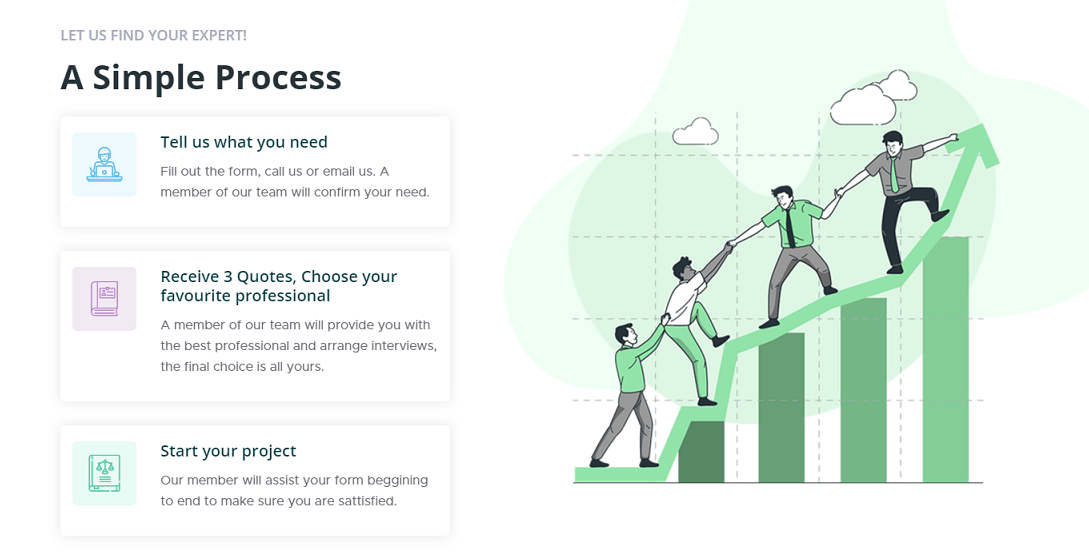 LET US FIND YOUR EXPERT!
A Simple Process
Tell us what you need
Fill out the form, call us or email us. A
member of our team will confirm your need.
Receive 3 Quotes, Choose your
favourite professional
A member of our team will provide you with
the best professional and arrange interviews,
the final choice is all yours.
Start your project
Our member will assist your form beggining
to end to make sure you are sattisfied.